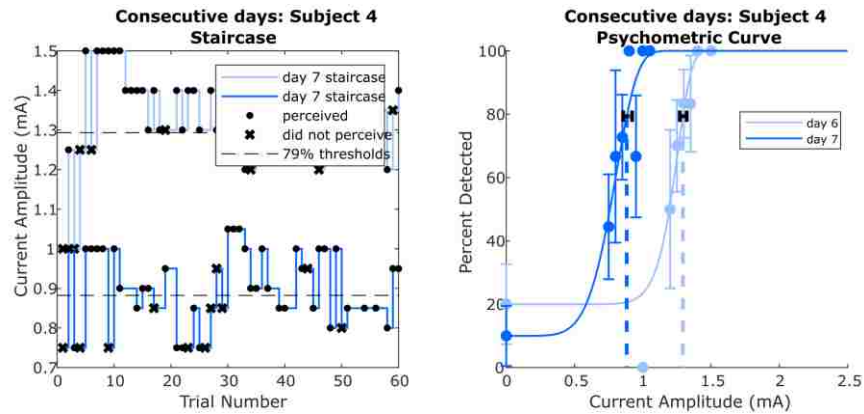 Consecutive days: Subject 4
Staircase
1.5
1.4
1.3
1.2
1.1
1
0.9
0.8
0.7
Current Amplitude (mA)
0
10
20
30
40
50
60
Trial Number
day 7 staircase
day 7 staircase
perceived
did not perceive
79% thresholds
Consecutive days: Subject 4
Psychometric Curve
100
80
60
40
20
0
Percent Detected
0
0.5
1
1.5
2
2.5
Current Amplitude (mA)
day 6
day 7